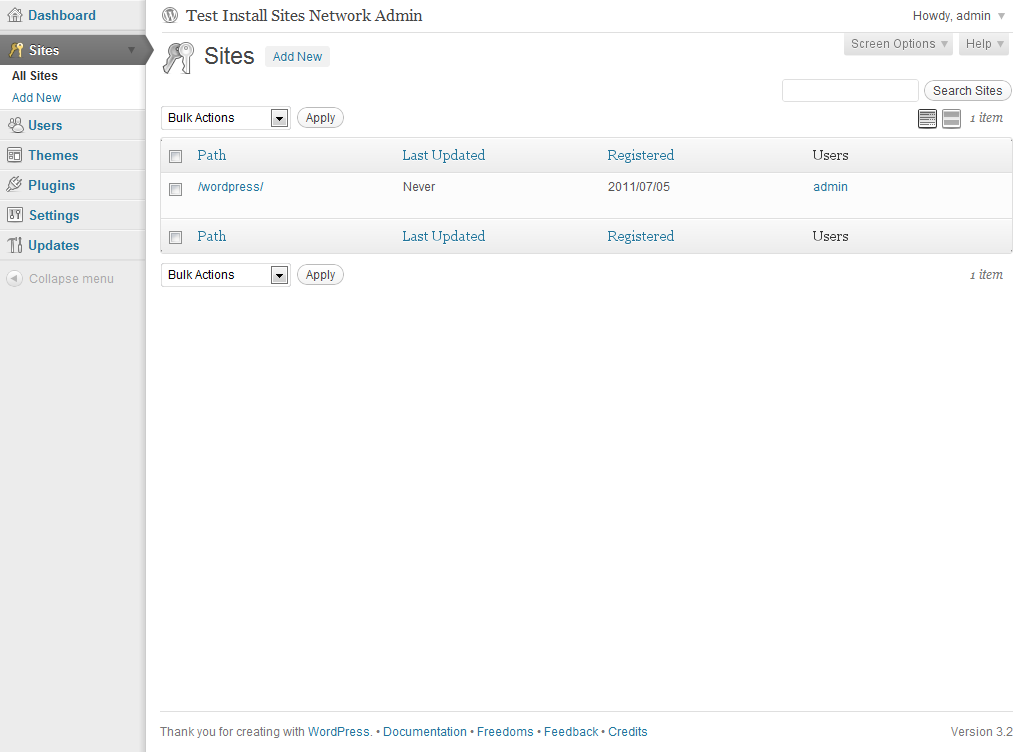 Dashboard
Sites
All Sites
Add New
Users
Themes
Plugins
Settings
Updates
Collapse menu
Test Install Sites Network Admin
Howdy, admin
Screen Options
Help
Sites
Add New
Search Sites
Bulk Actions
Apply
1 item
Path Last Updated Registered Users
/wordpress/ Never 2011/07/05 admin
Path Last Updated Registered Users
Bulk Actions
Apply
1 item
Thank you for creating with WordPress. • Documentation • Freedoms • Feedback • Credits
Version 3.2